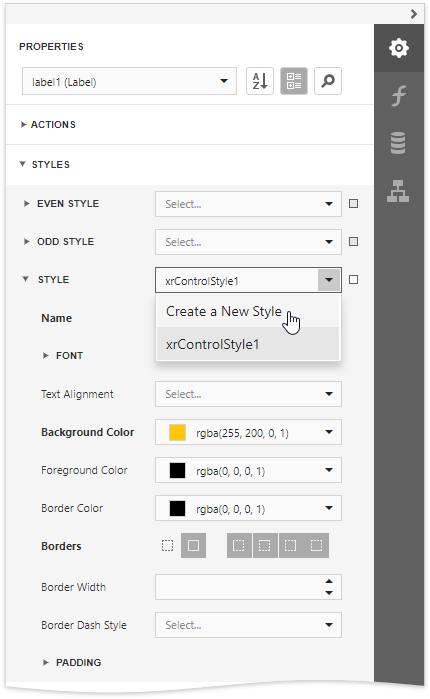 PROPERTIES
label1 (Label)
A
Z
ACTIONS
STYLES
EVEN STYLE Select...
ODD STYLE Select...
STYLE xrControlStyle1
Create a New Style
Name
xrControlStyle1
FONT
Text Alignment Select...
Background Color rgba(255, 200, 0, 1)
Foreground Color rgba(0, 0, 0, 1)
Border Color rgba(0, 0, 0, 1)
Borders
Border Width
Border Dash Style Select...
PADDING